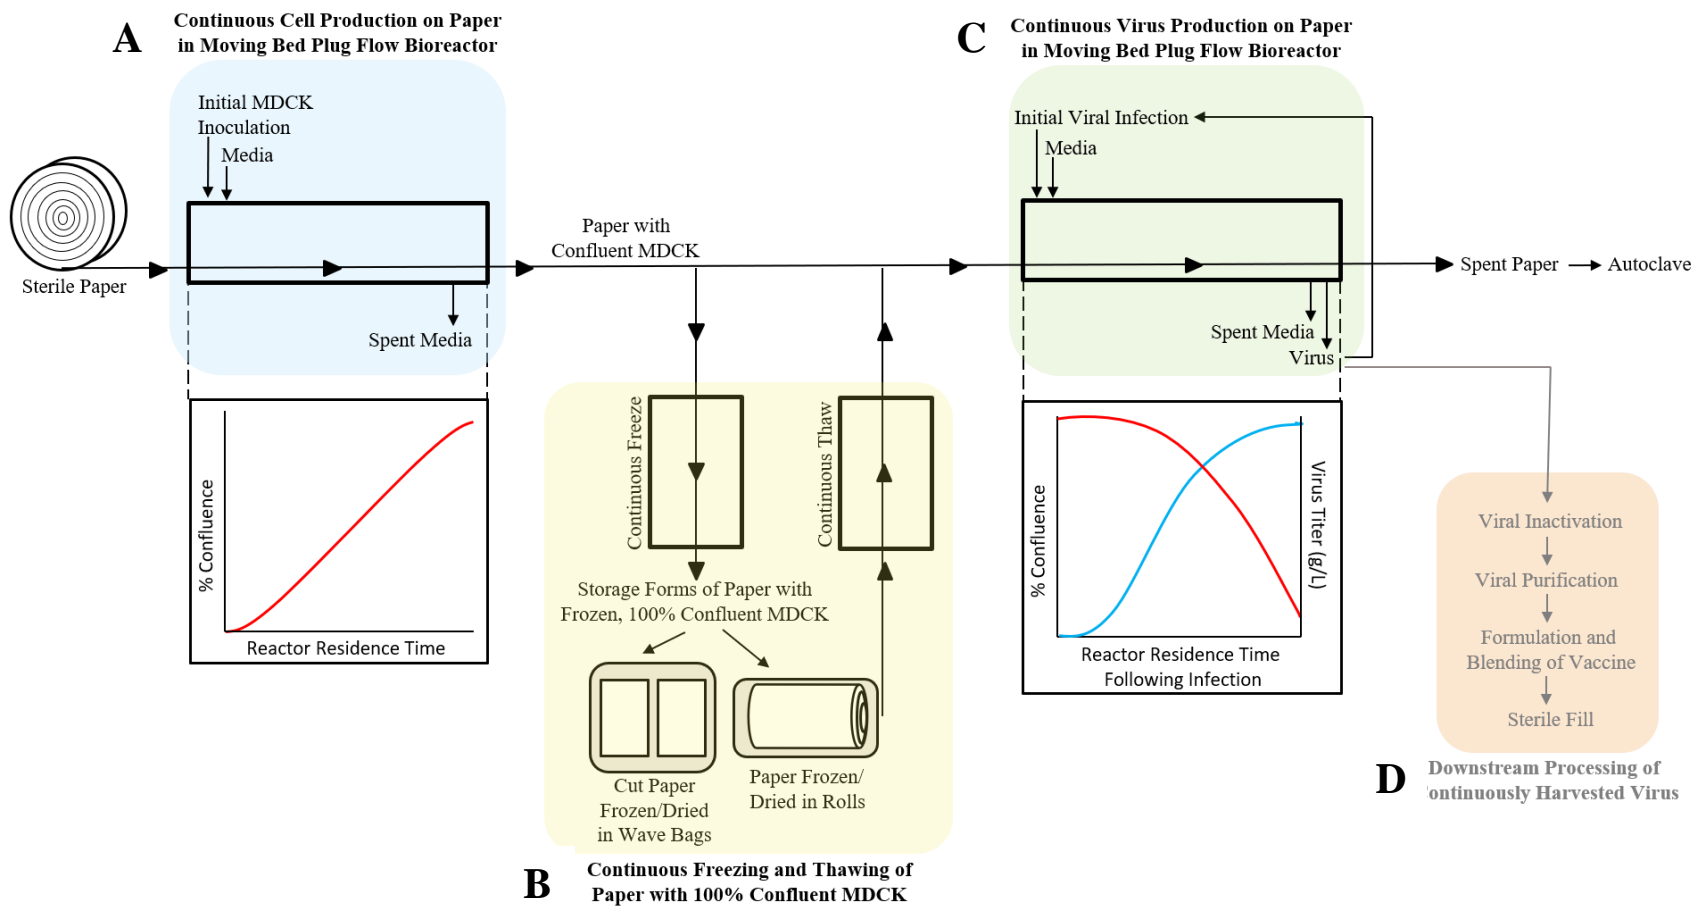 A
Continuous Cell Production on Paper
in Moving Bed Plug Flow Bioreactor
Initial MDCK
Inoculation
Media
Sterile Paper
Spent Media
% Confluence
Reactor Residence Time
Paper with
Confluent MDCK
Continuous Freeze
Continuous Thaw
Storage Forms of Paper with
Frozen, 100% Confluent MDCK
Cut Paper
Frozen/Dried
in Wave Bags
Paper Frozen/
Dried in Rolls
B
Continuous Freezing and Thawing of
Paper with 100% Confluent MDCK
C
Continuous Virus Production on Paper
in Moving Bed Plug Flow Bioreactor
Initial Viral Infection
Media
Spent Media
Virus
Spent Paper
Autoclave
% Confluence
Virus Titer (g/L)
Reactor Residence Time
Following Infection
Viral Inactivation
Viral Purification
Formulation and
Blending of Vaccine
Sterile Fill
D
Downstream Processing of
ontinuously Harvested Virus